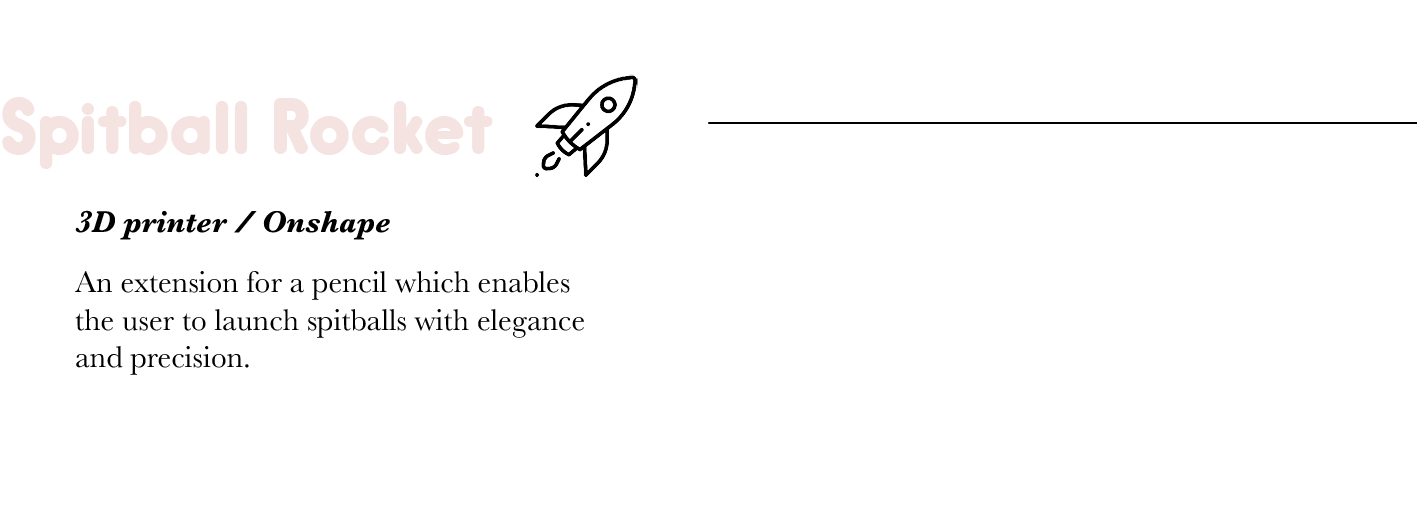 Spitball Rocket
3D printer / Onshape
An extension for a pencil which enables
the user to launch spitballs with elegance
and precision.